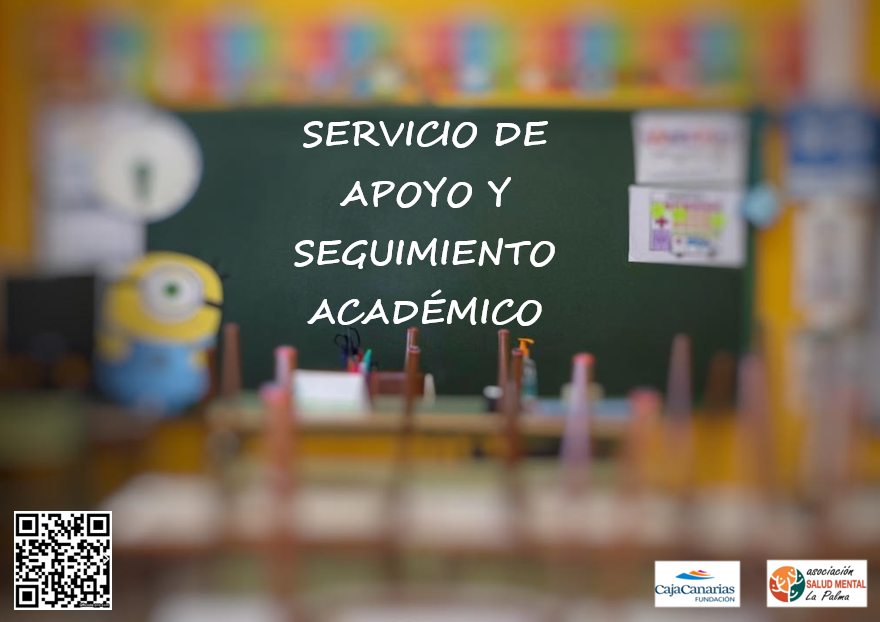 SERVICIO DE
APOYO Y
SEGUIMIENTO
ACADÉMICO
CajaCanarias
FUNDACIÓN
asociación
SALUD MENTAL
La Palma